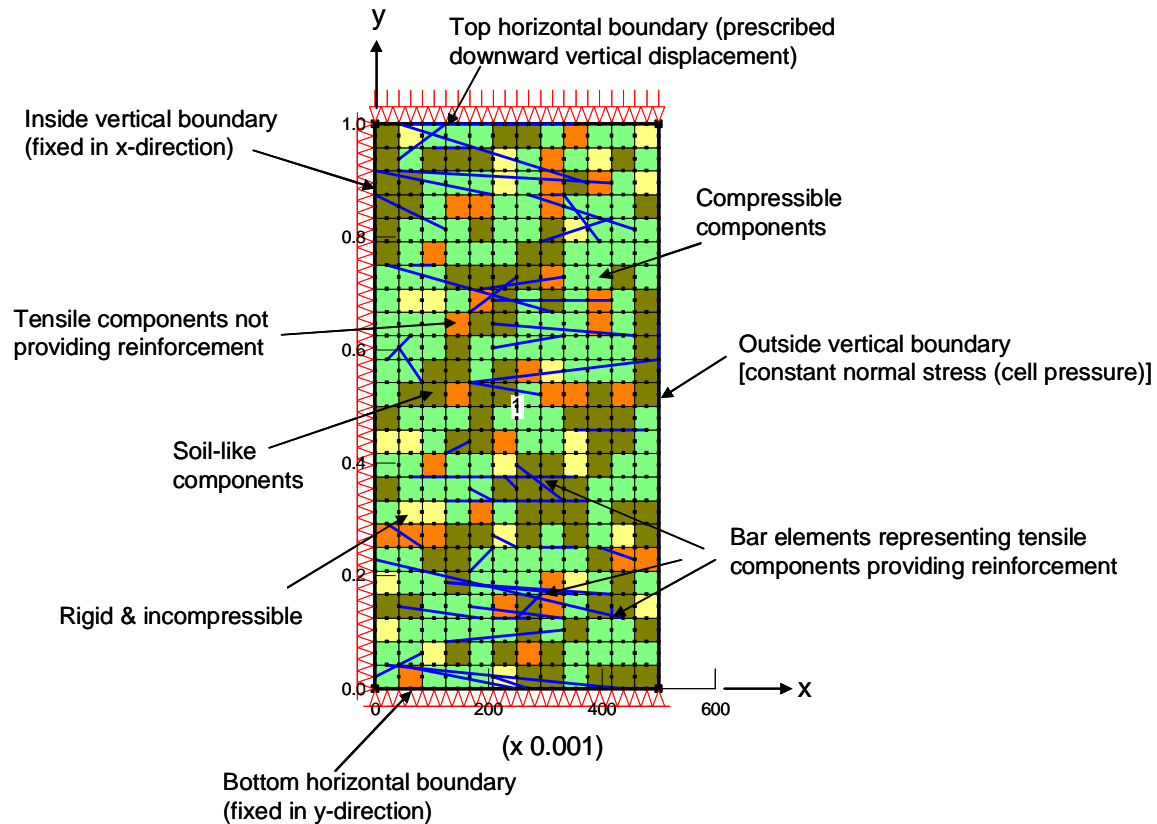 y
Top horizontal boundary (prescribed
downward vertical displacement)
Inside vertical boundary
(fixed in x-direction)
1.0
Compressible
components
0.8
Tensile components not
providing reinforcement
0.6
Outside vertical boundary
[constant normal stress (cell pressure)]
1
Soil-like
components
0.4
Bar elements representing tensile
components providing reinforcement
0.2
Rigid & incompressible
0.0
x
0 200 400 600
(x 0.001)
Bottom horizontal boundary
(fixed in y-direction)